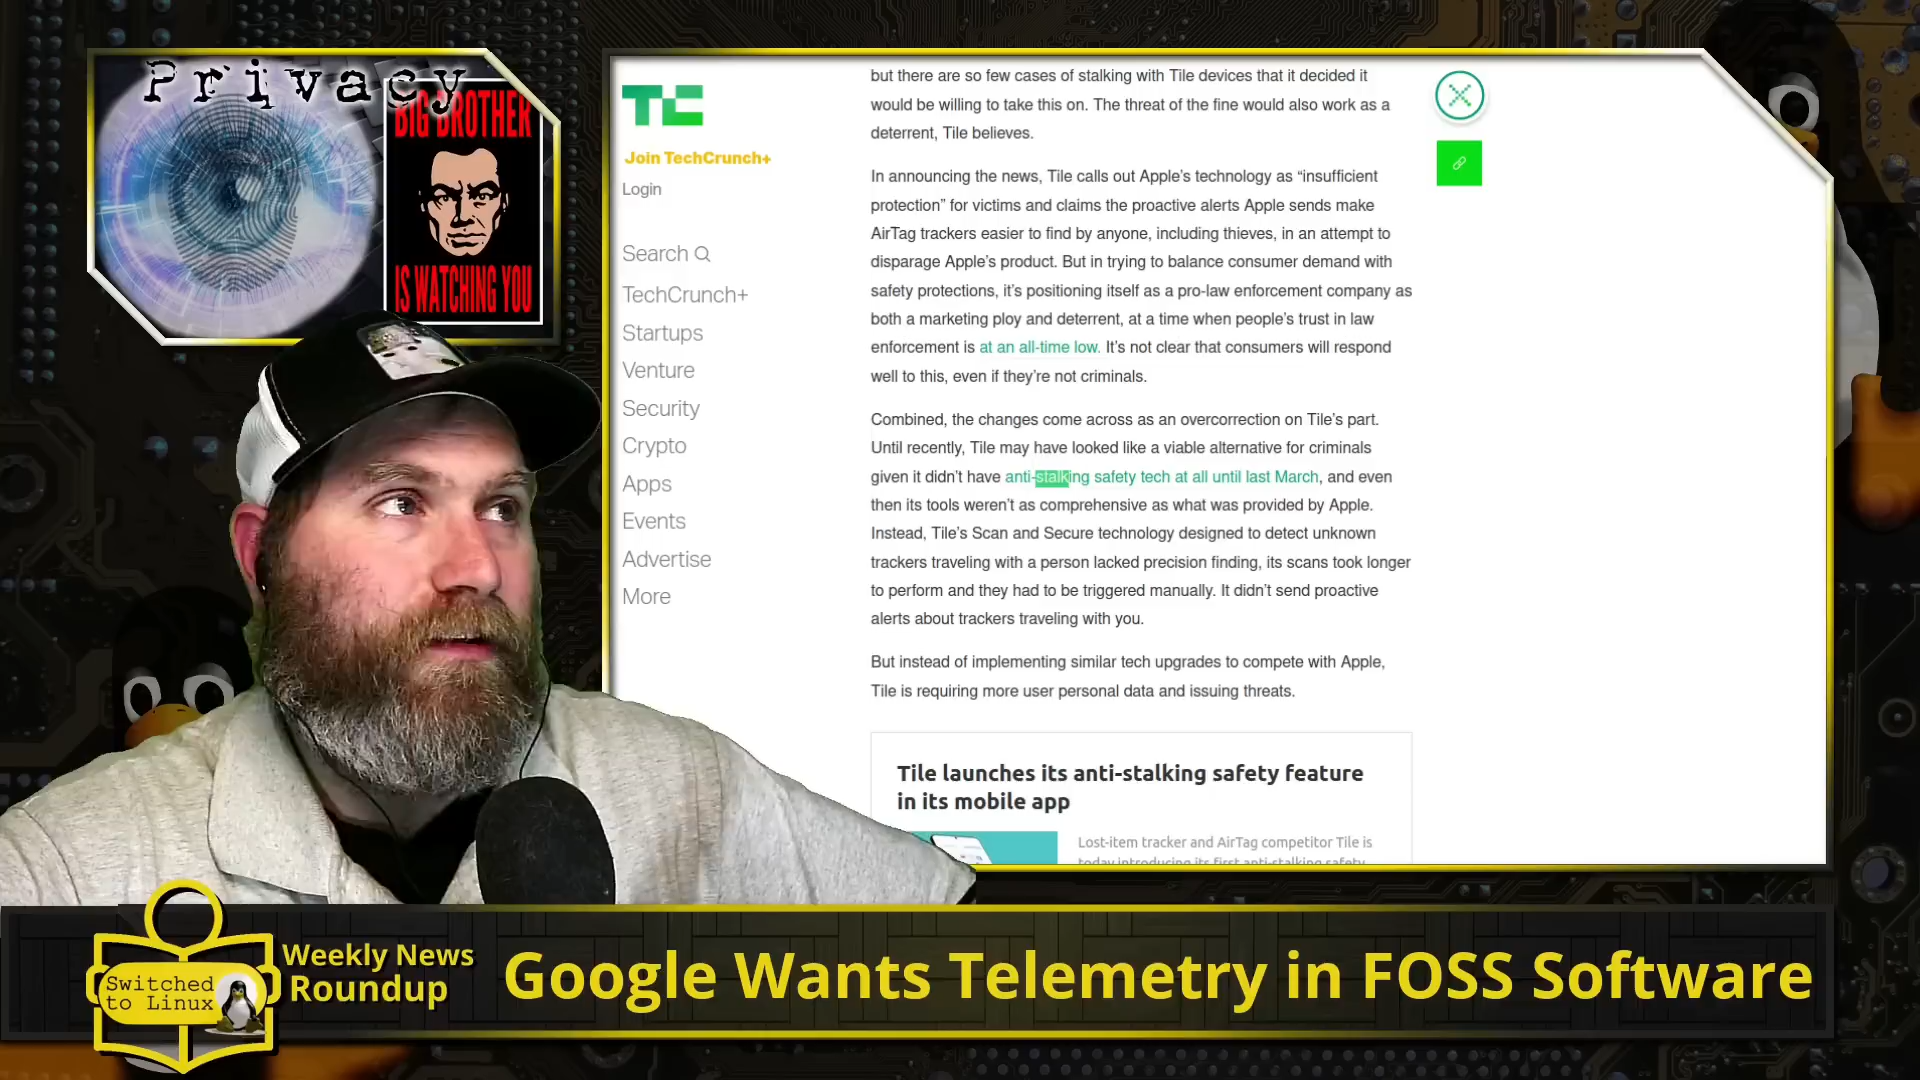 Privacy
BIG BROTHER
IS WATCHING YOU
TC
Join TechCrunch+
Login
Search
TechCrunch+
Startups
Venture
Security
Crypto
Apps
Events
Advertise
More
but there are so few cases of stalking with Tile devices that it decided it
would be willing to take this on. The threat of the fine would also work as a
deterrent, Tile believes.
In announcing the news, Tile calls out Apple’s technology as “insufficient
protection” for victims and claims the proactive alerts Apple sends make
AirTag trackers easier to find by anyone, including thieves, in an attempt to
disparage Apple’s product. But in trying to balance consumer demand with
safety protections, it’s positioning itself as a pro-law enforcement company as
both a marketing ploy and deterrent, at a time when people’s trust in law
enforcement is at an all-time low. It’s not clear that consumers will respond
well to this, even if they’re not criminals.
Combined, the changes come across as an overcorrection on Tile’s part.
Until recently, Tile may have looked like a viable alternative for criminals
given it didn’t have anti-stalking safety tech at all until last March, and even
then its tools weren’t as comprehensive as what was provided by Apple.
Instead, Tile’s Scan and Secure technology designed to detect unknown
trackers traveling with a person lacked precision finding, its scans took longer
to perform and they had to be triggered manually. It didn’t send proactive
alerts about trackers traveling with you.
But instead of implementing similar tech upgrades to compete with Apple,
Tile is requiring more user personal data and issuing threats.
Tile launches its anti-stalking safety feature
in its mobile app
Lost-item tracker and AirTag competitor Tile is
today introducing its first anti-stalking safety
Switched
to Linux
Weekly News
Roundup
Google Wants Telemetry in FOSS Software